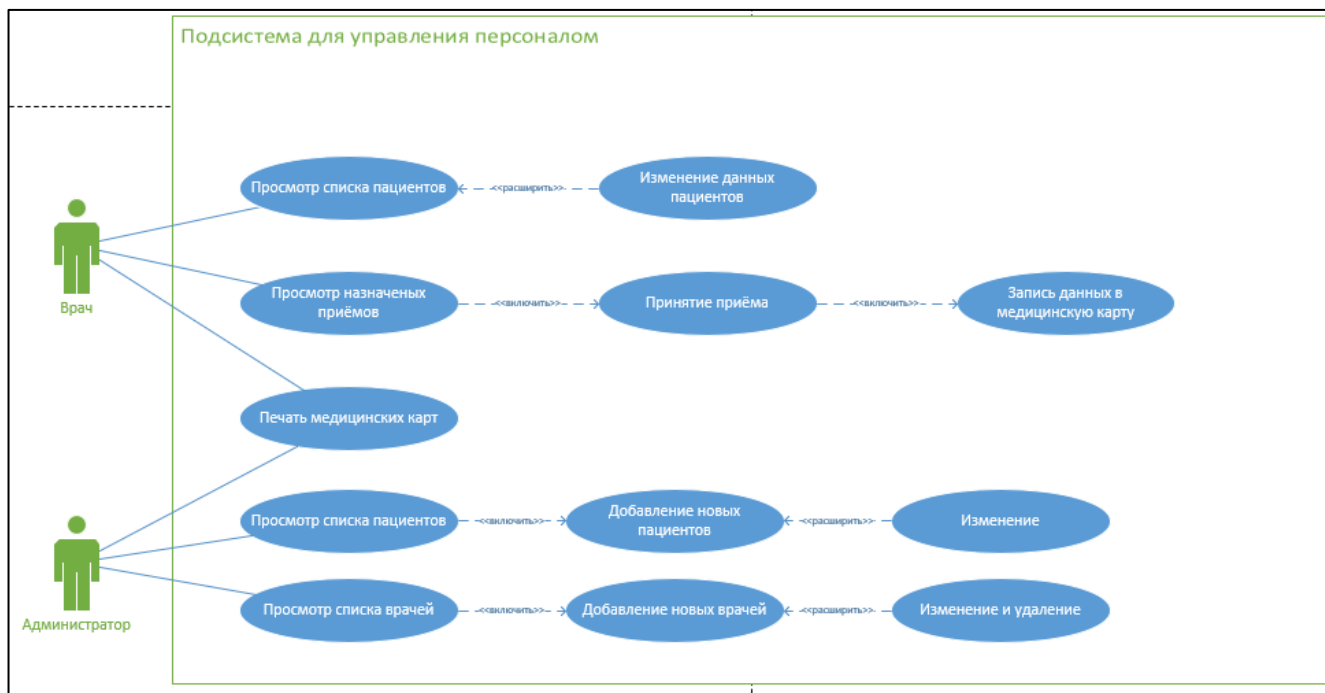 Подсистема для управления персоналом
Просмотр списка пациентов
<<расширить>>
Изменение данных
пациентов
Врач
Просмотр назначеных
приёмов
<<включить>>
Принятие приёма
<<включить>>
Запись данных в
медицинскую карту
Печать медицинских карт
Просмотр списка пациентов
<<включить>>
Добавление новых
пациентов
<<расширить>>
Изменение
Администратор
Просмотр списка врачей
<<включить>>
Добавление новых врачей
<<расширить>>
Изменение и удаление